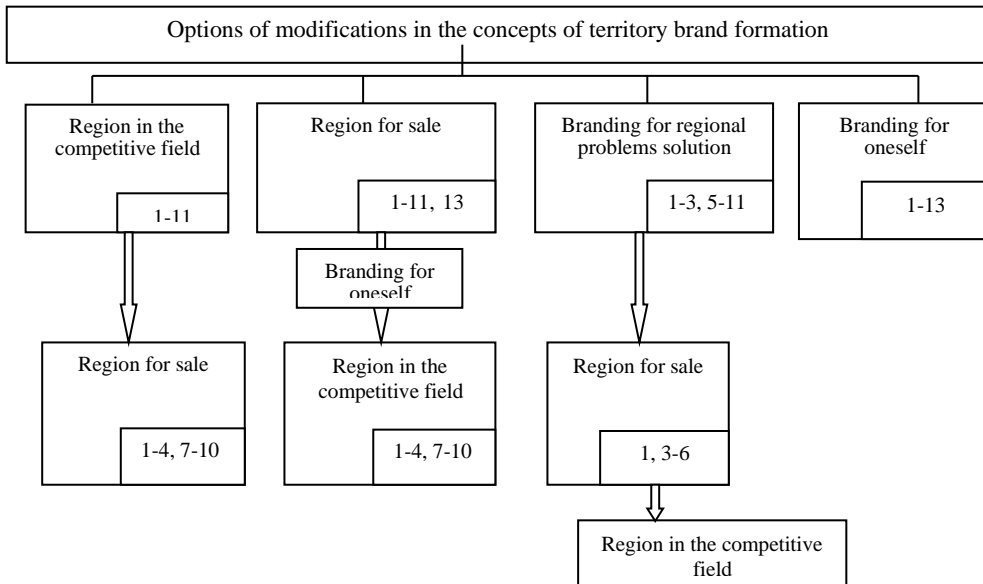 Options of modifications in the concepts of territory brand formation
Region in the
competitive field
1-11
Region for sale
1-11, 13
Branding for regional
problems solution
1-3, 5-11
Branding for
oneself
1-13
Branding for
oneself
Region for sale
1-4, 7-10
Region in the
competitive field
1-4, 7-10
Region for sale
1, 3-6
Region in the competitive
field